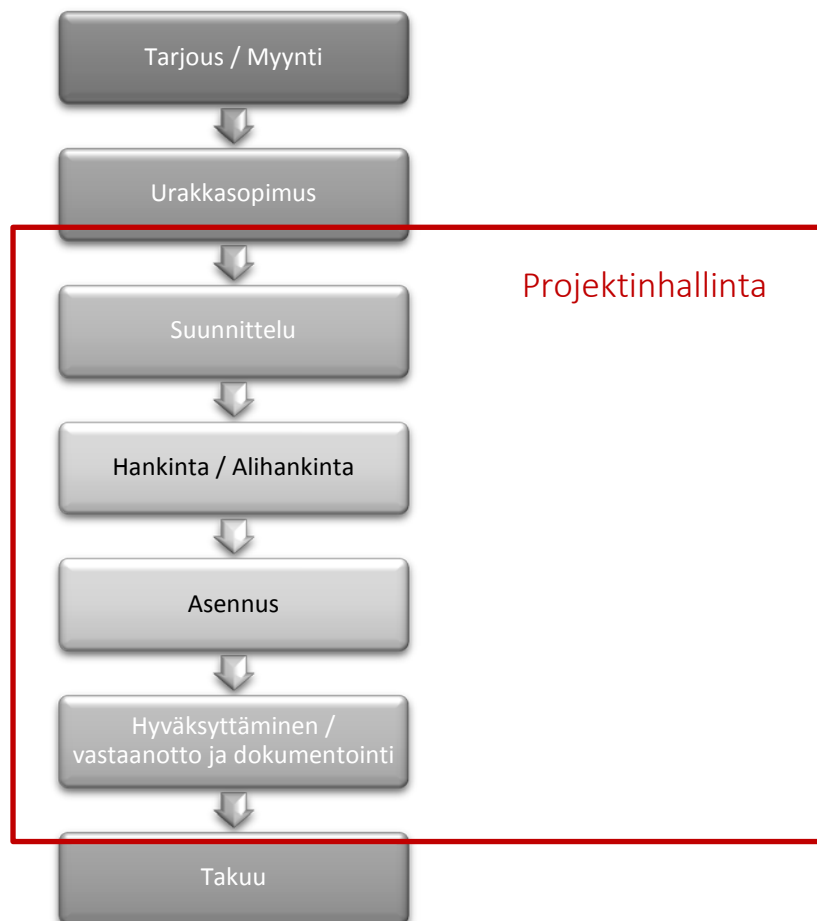 Tarjous / Myynti
Urakkasopimus
Projektinhallinta
Suunnittelu
Hankinta / Alihankinta
Asennus
Hyväksyttäminen /
vastaanotto ja dokumentointi
Takuu